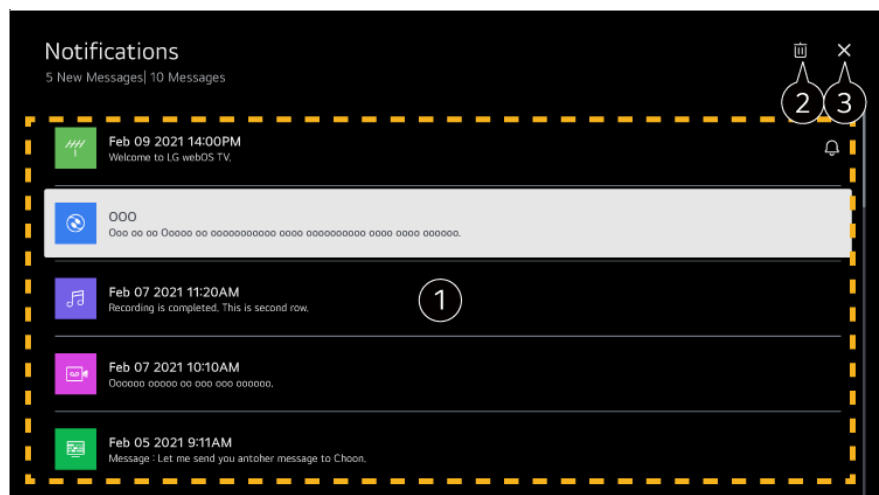 Notifications
5 New Messages| 10 Messages
2
3
Feb 09 2021 14:00PM
Welcome to LG webOS TV.
OOO
Ooo oo oo Ooooo oo ooooooooooo oooo oooooooooo oooo oooo oooooo.
Feb 07 2021 11:20AM
Recording is completed. This is second row.
1
Feb 07 2021 10:10AM
Oooooo ooooo oo ooo ooo oooooo.
Feb 05 2021 9:11AM
Message : Let me send you antoher message to Choon.